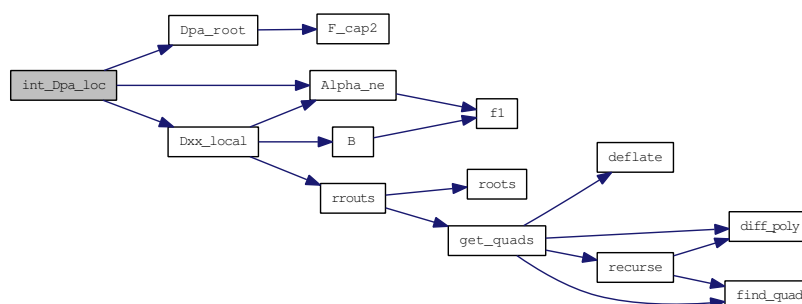 Dpa_root
F_cap2
int_Dpa_loc
Alpha_ne
f1
Dxx_local
B
deflate
roots
rrouts
diff_poly
get_quads
recurse
find_quad